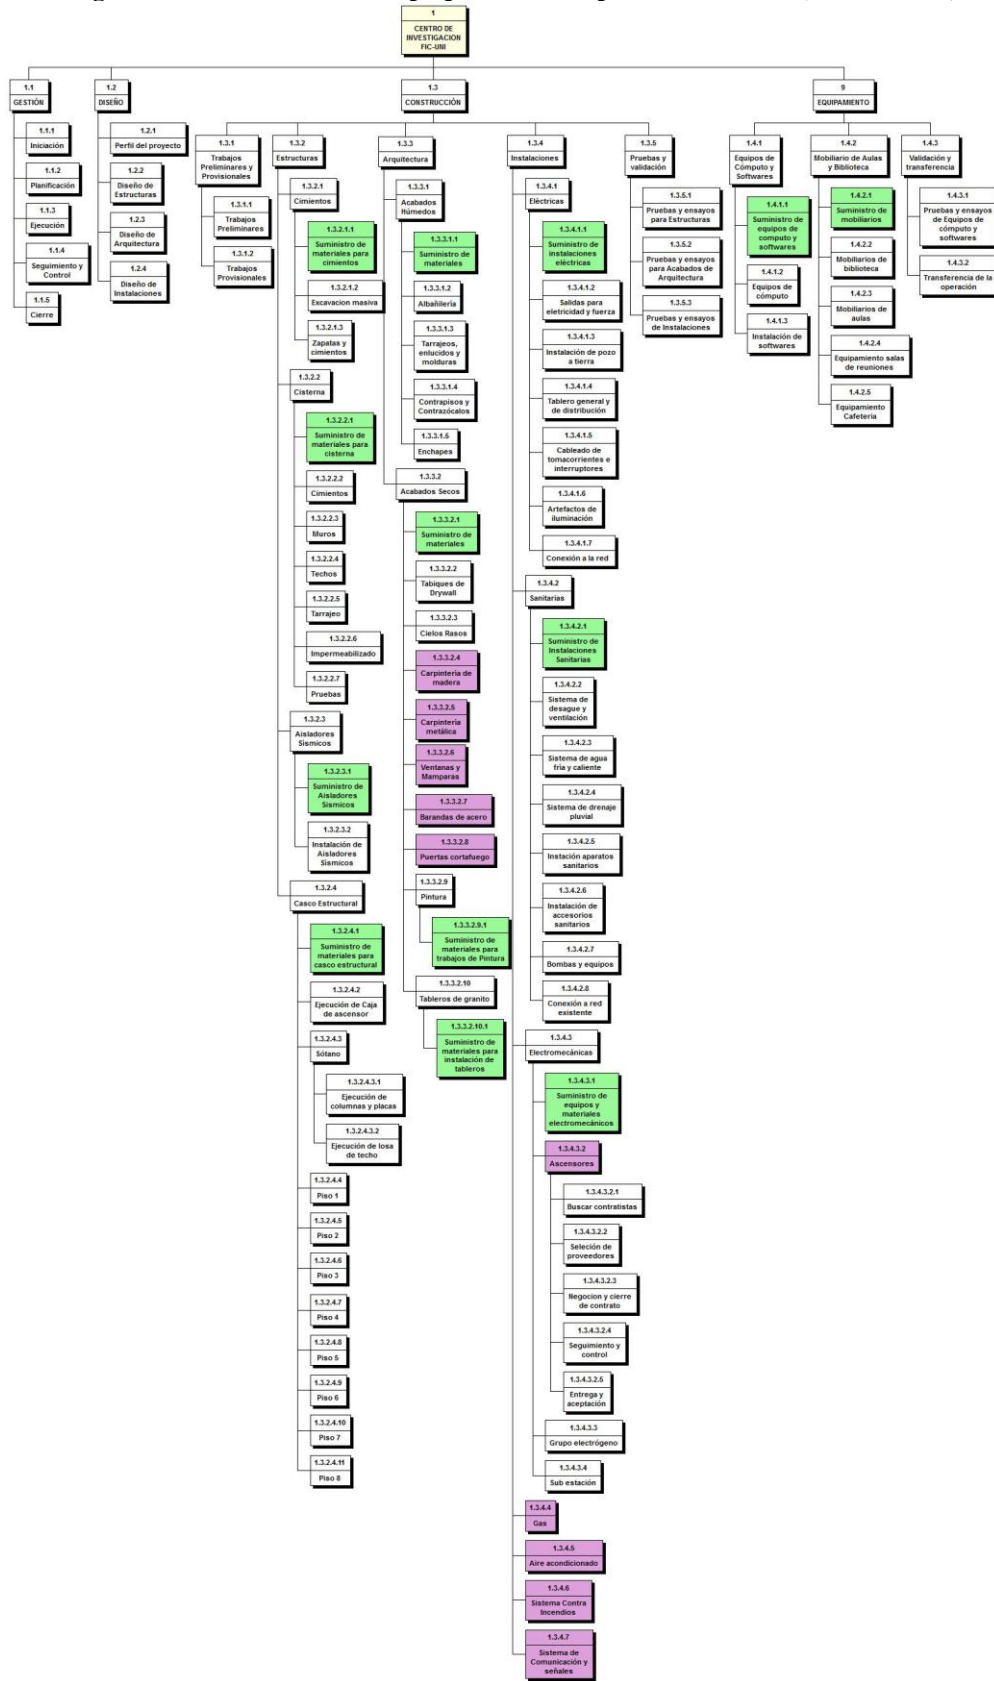 1
CENTRO DE
INVESTIGACION
FIC-UNI
1.1
GESTIÓN
1.1.1
Iniciación
1.1.2
Planificación
1.1.3
Ejecución
1.1.4
Seguimiento y
Control
1.1.5
Cierre
1.2
DISEÑO
1.2.1
Perfil del proyecto
1.2.2
Diseño de
Estructuras
1.2.3
Diseño de
Arquitectura
1.2.4
Diseño de
Instalaciones
1.3
CONSTRUCCIÓN
1.3.1
Trabajos
Preliminares y
Provisionales
1.3.1.1
Trabajos
Preliminares
1.3.1.2
Trabajos
Provisionales
1.3.2
Estructuras
1.3.2.1
Cimientos
1.3.2.1.1
Suministro de
materiales para
cimientos
1.3.2.1.2
Excavacion masiva
1.3.2.1.3
Zapatas y
cimientos
1.3.2.2
Cisterna
1.3.2.2.1
Suministro de
materiales para
cisterna
1.3.2.2.2
Cimientos
1.3.2.2.3
Muros
1.3.2.2.4
Techos
1.3.2.2.5
Tarrajeo
1.3.2.2.6
Impermeabilizado
1.3.2.2.7
Pruebas
1.3.2.3
Aisladores
Sísmicos
1.3.2.3.1
Suministro de
Aisladores
Sísmicos
1.3.2.3.2
Instalación de
Aisladores
Sísmicos
1.3.2.4
Casco Estructural
1.3.2.4.1
Suministro de
materiales para
casco estructural
1.3.2.4.2
Ejecución de Caja
de ascensor
1.3.2.4.3
Sótano
1.3.2.4.3.1
Ejecución de
columnas y placas
1.3.2.4.3.2
Ejecución de losa
de techo
1.3.2.4.4
Piso 1
1.3.2.4.5
Piso 2
1.3.2.4.6
Piso 3
1.3.2.4.7
Piso 4
1.3.2.4.8
Piso 5
1.3.2.4.9
Piso 6
1.3.2.4.10
Piso 7
1.3.2.4.11
Piso 8
1.3.3
Arquitectura
1.3.3.1
Acabados
Húmedos
1.3.3.1.1
Suministro de
materiales
1.3.3.1.2
Albañilería
1.3.3.1.3
Tarrajeos,
enlucidos y
molduras
1.3.3.1.4
Contrapisos y
Contrazócalos
1.3.3.1.5
Enchapes
1.3.3.2
Acabados Secos
1.3.3.2.1
Suministro de
materiales
1.3.3.2.2
Tabiques de
Drywall
1.3.3.2.3
Cielos Rasos
1.3.3.2.4
Carpintería de
madera
1.3.3.2.5
Carpintería
metálica
1.3.3.2.6
Ventanas y
Mamparas
1.3.3.2.7
Barandas de acero
1.3.3.2.8
Puertas cortafuego
1.3.3.2.9
Pintura
1.3.3.2.9.1
Suministro de
materiales para
trabajos de Pintura
1.3.3.2.10
Tableros de granito
1.3.3.2.10.1
Suministro de
materiales para
instalación de
tableros
1.3.4
Instalaciones
1.3.4.1
Eléctricas
1.3.4.1.1
Suministro de
instalaciones
eléctricas
1.3.4.1.2
Salidas para
eletricidad y fuerza
1.3.4.1.3
Instalación de pozo
a tierra
1.3.4.1.4
Tablero general y
de distribución
1.3.4.1.5
Cableado de
tomacorrientes e
interruptores
1.3.4.1.6
Artefactos de
iluminación
1.3.4.1.7
Conexión a la red
1.3.4.2
Sanitarias
1.3.4.2.1
Suministro de
Instalaciones
Sanitarias
1.3.4.2.2
Sistema de
desague y
ventilación
1.3.4.2.3
Sistema de agua
fría y caliente
1.3.4.2.4
Sistema de drenaje
pluvial
1.3.4.2.5
Instación aparatos
sanitarios
1.3.4.2.6
Instalación de
accesorios
sanitarios
1.3.4.2.7
Bombas y equipos
1.3.4.2.8
Conexión a red
existente
1.3.4.3
Electromecánicas
1.3.4.3.1
Suministro de
equipos y
materiales
electromecánicos
1.3.4.3.2
Ascensores
1.3.4.3.2.1
Buscar contratistas
1.3.4.3.2.2
Seleción de
proveedores
1.3.4.3.2.3
Negocion y cierre
de contrato
1.3.4.3.2.4
Seguimiento y
control
1.3.4.3.2.5
Entrega y
aceptación
1.3.4.3.3
Grupo electrógeno
1.3.4.3.4
Sub estación
1.3.4.4
Gas
1.3.4.5
Aire acondicionado
1.3.4.6
Sistema Contra
Incendios
1.3.4.7
Sistema de
Comunicación y
señales
1.3.5
Pruebas y
validación
1.3.5.1
Pruebas y ensayos
para Estructuras
1.3.5.2
Pruebas y ensayos
para Acabados de
Arquitectura
1.3.5.3
Pruebas y ensayos
de Instalaciones
9
EQUIPAMIENTO
1.4.1
Equipos de
Cómputo y
Softwares
1.4.1.1
Suministro de
equipos de
computo y
softwares
1.4.1.2
Equipos de
cómputo
1.4.1.3
Instalación de
softwares
1.4.2
Mobiliario de Aulas
y Biblioteca
1.4.2.1
Suministro de
mobiliarios
1.4.2.2
Mobiliarios de
biblioteca
1.4.2.3
Mobiliarios de
aulas
1.4.2.4
Equipamiento salas
de reuniones
1.4.2.5
Equipamiento
Cafetería
1.4.3
Validación y
transferencia
1.4.3.1
Pruebas y ensayos
de Equipos de
cómputo y
softwares
1.4.3.2
Transferencia de la
operación